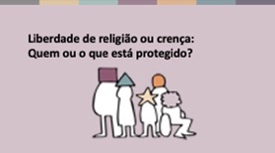 Liberdade de religião ou crença:
Quem ou o que está protegido?